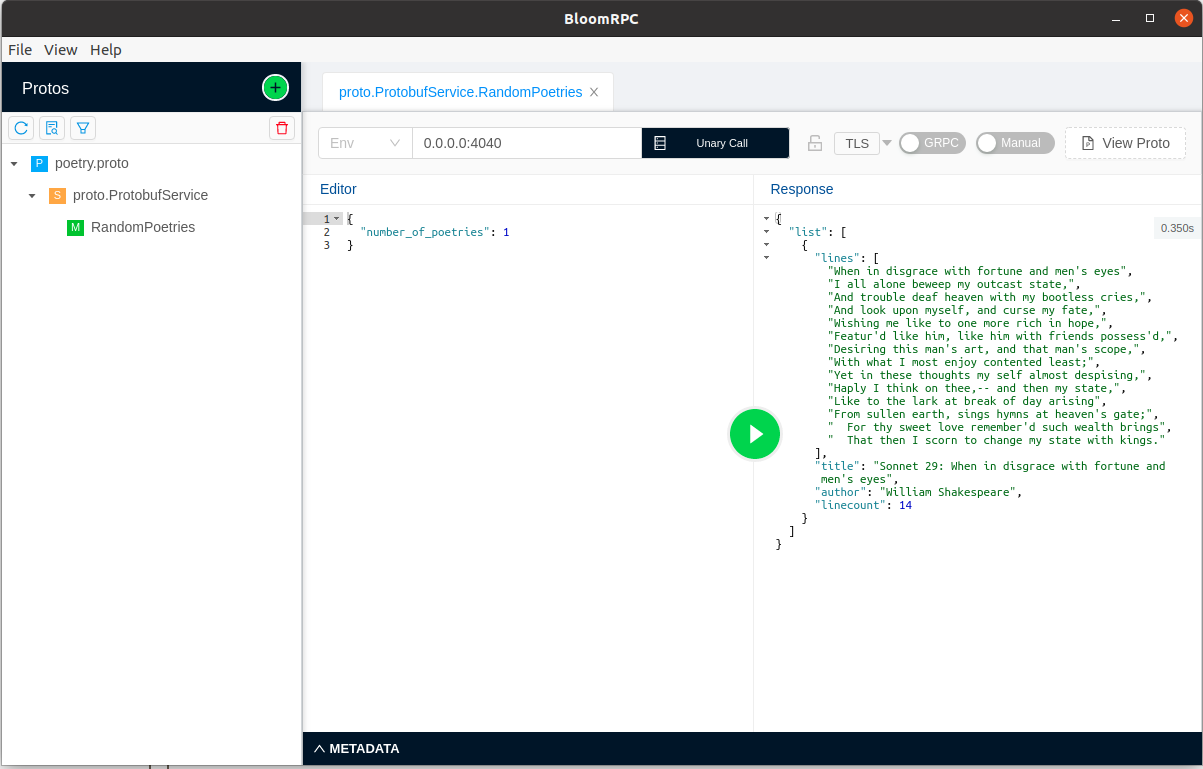 BloomRPC
File View Help
Protos
proto.ProtobufService.RandomPoetries
Env
0.0.0.0:4040
Unary Call
TLS
GRPC
Manual
View Proto
P poetry.proto
S proto.ProtobufService
M RandomPoetries
Editor
1 {
2 "number_of_poetries": 1
3 }
Response
0.350s
{
"list": [
{
"lines": [
"When in disgrace with fortune and men's eyes",
"I all alone beweep my outcast state,",
"And trouble deaf heaven with my bootless cries,",
"And look upon myself, and curse my fate,",
"Wishing me like to one more rich in hope,",
"Featur'd like him, like him with friends possess'd,",
"Desiring this man's art, and that man's scope,",
"With what I most enjoy contented least;",
"Yet in these thoughts my self almost despising,",
"Haply I think on thee,-- and then my state,",
"Like to the lark at break of day arising",
"From sullen earth, sings hymns at heaven's gate;",
"  For thy sweet love remember'd such wealth brings",
"  That then I scorn to change my state with kings."
],
"title": "Sonnet 29: When in disgrace with fortune and
men's eyes",
"author": "William Shakespeare",
"linecount": 14
}
]
}
METADATA